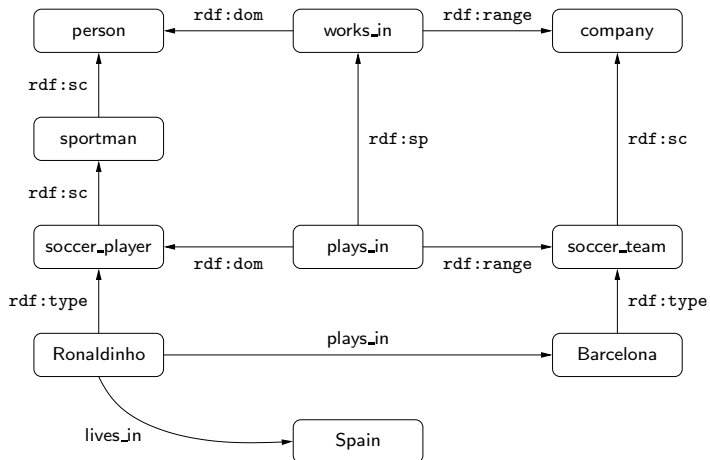 person
rdf:dom
works_in
rdf:range
company
rdf:sc
sportman
rdf:sp
rdf:sc
rdf:sc
soccer_player
rdf:dom
plays_in
rdf:range
soccer_team
rdf:type
rdf:type
Ronaldinho
plays_in
Barcelona
lives_in
Spain